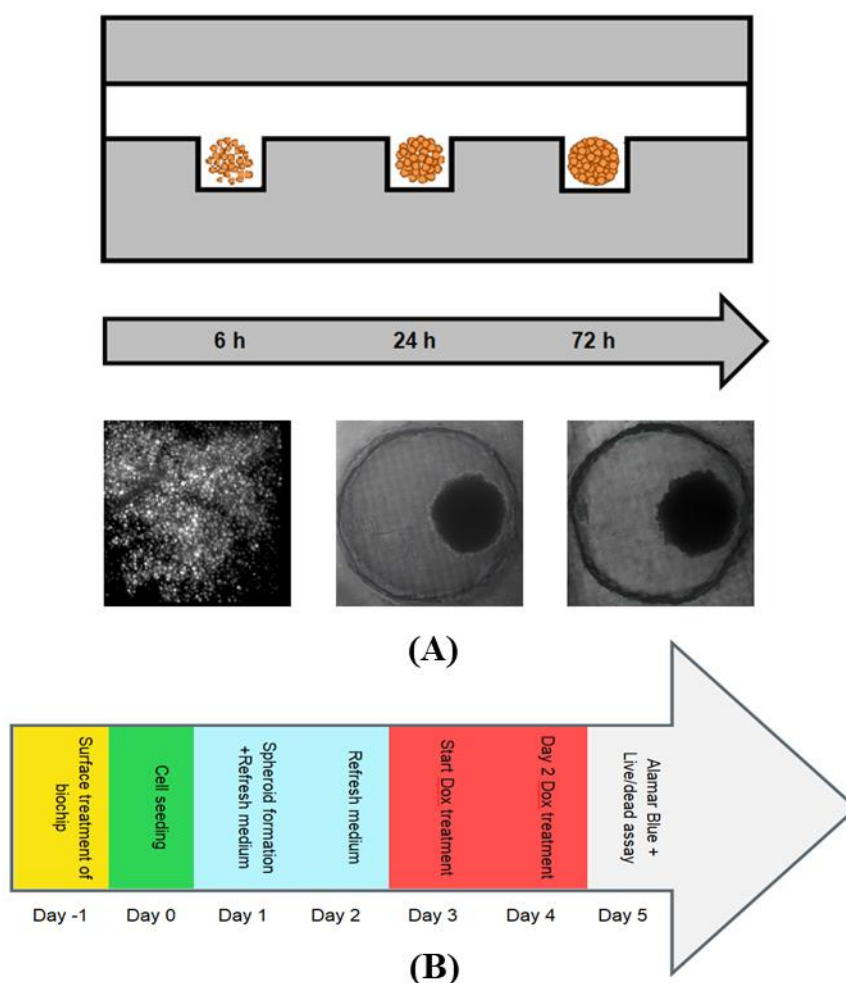 6 h
24 h
72 h
(A)
Surface treatment of
biochip
Cell seeding
Spheroid formation
+Refresh medium
Refresh medium
Start Dox treatment
Day 2 Dox treatment
Alamar Blue +
Live/dead assay
Day -1
Day 0
Day 1
Day 2
Day 3
Day 4
Day 5
(B)